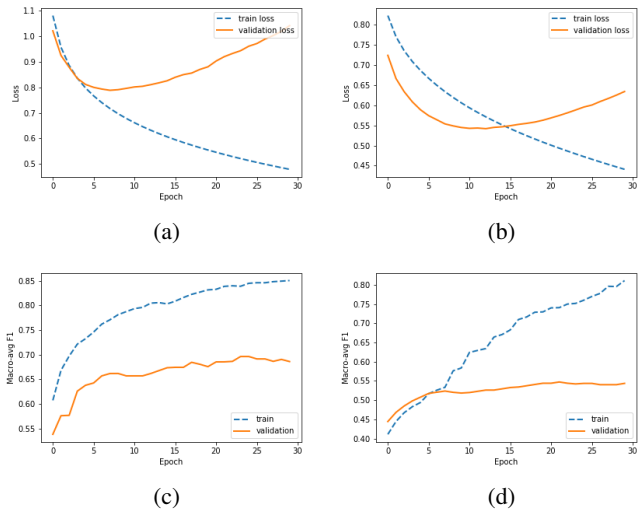 1.1
1.0
0.9
0.8
0.7
0.6
0.5
Loss
train loss
validation loss
0 5 10 15 20 25 30
Epoch
(a)
0.80
0.75
0.70
0.65
0.60
0.55
0.50
0.45
Loss
train loss
validation loss
0 5 10 15 20 25 30
Epoch
(b)
0.85
0.80
0.75
0.70
0.65
0.60
0.55
Macro-avg F1
train
validation
0 5 10 15 20 25 30
Epoch
(c)
0.80
0.75
0.70
0.65
0.60
0.55
0.50
0.45
0.40
Macro-avg F1
train
validation
0 5 10 15 20 25 30
Epoch
(d)